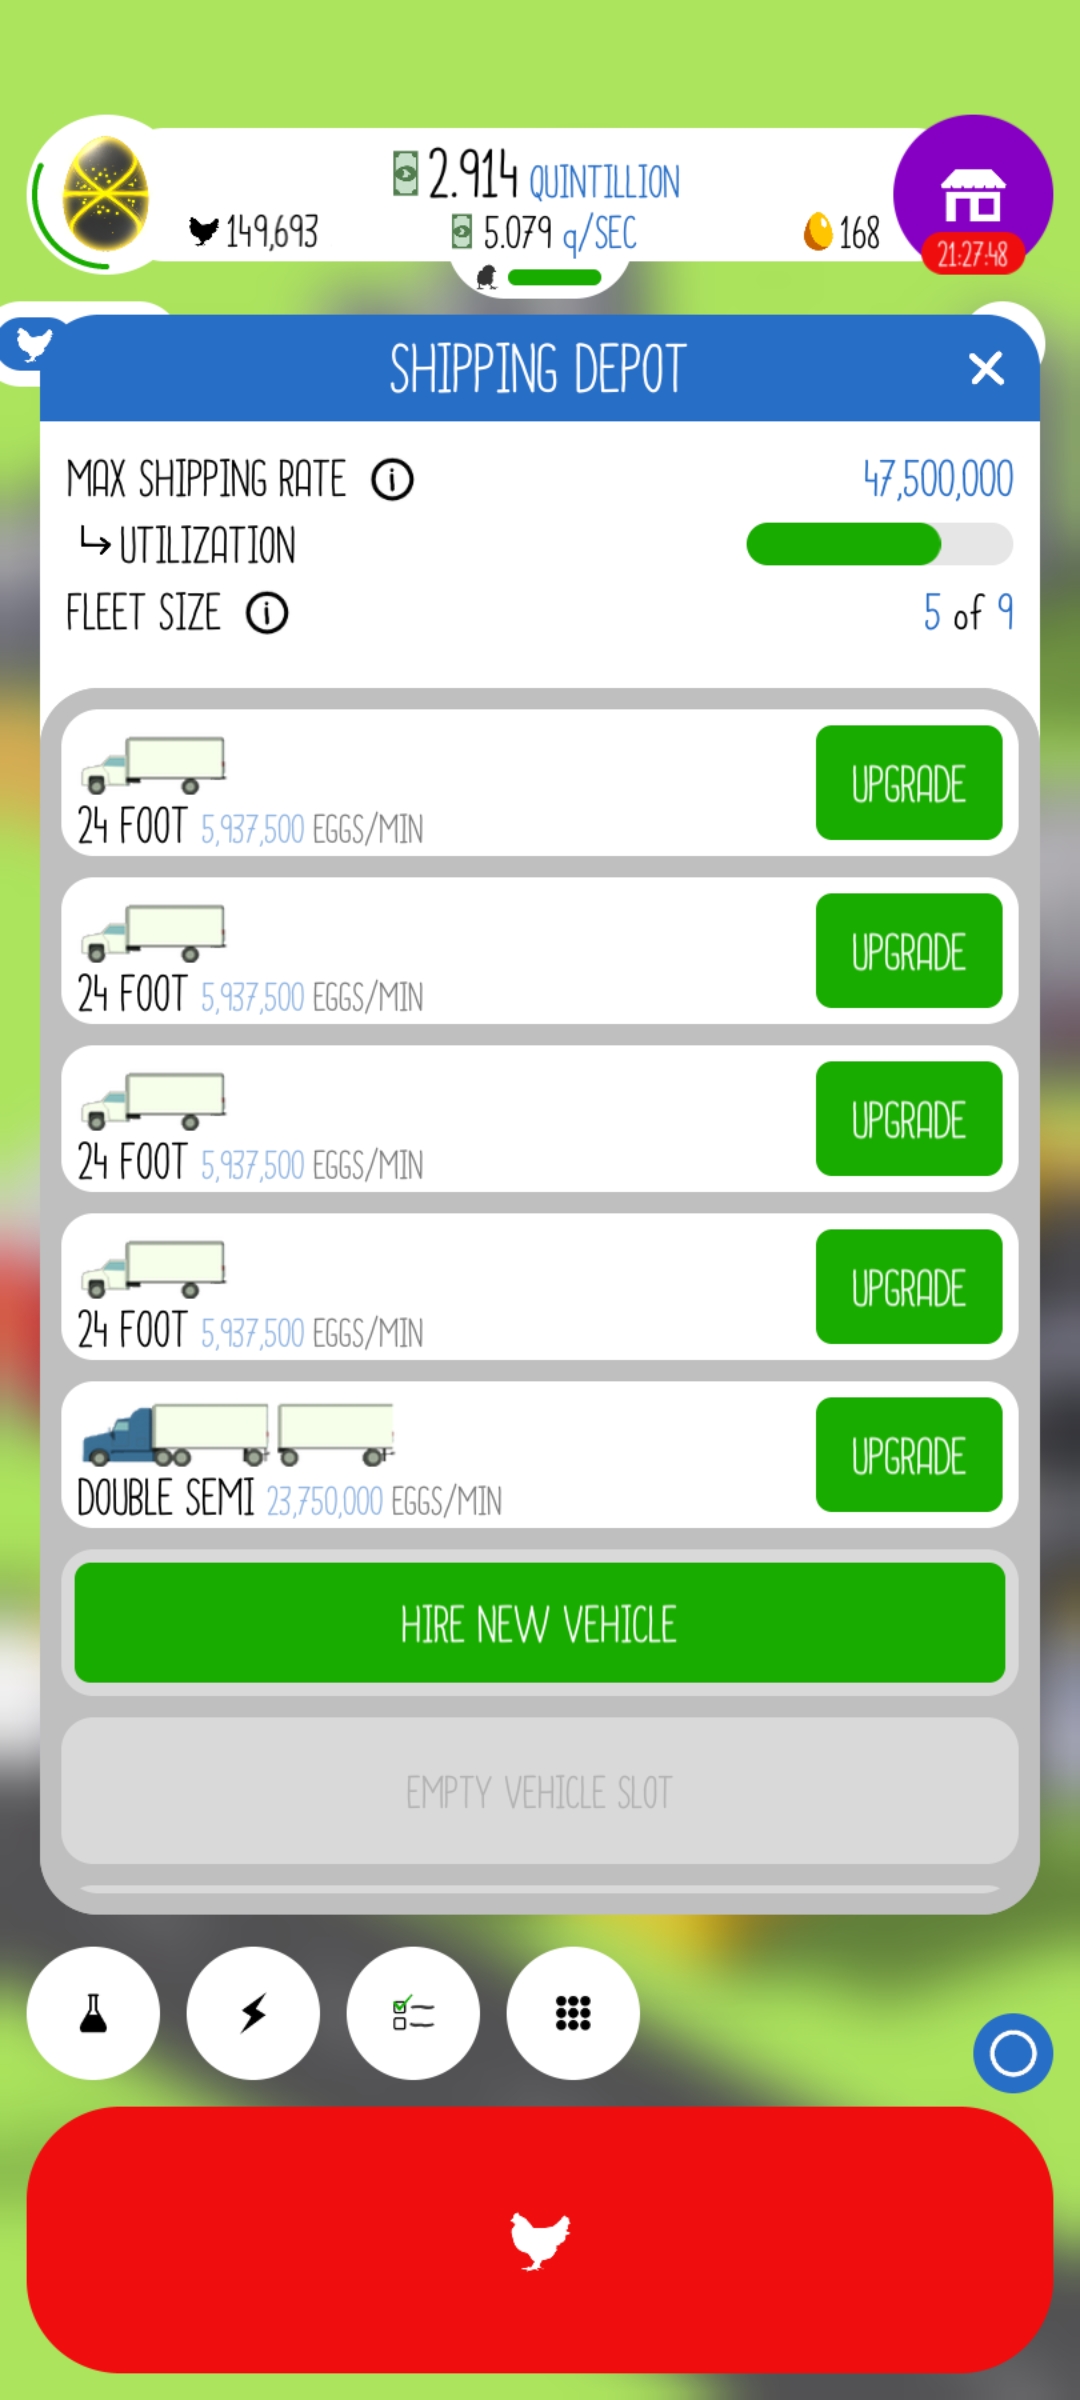 2.914 QUINTILLION
149,693 5.079 q/SEC 168
21:27:48
SHIPPING DEPOT
MAX SHIPPING RATE 47,500,000
UTILIZATION
FLEET SIZE 5 of 9
UPGRADE
24 FOOT 5,937,500 EGGS/MIN
UPGRADE
24 FOOT 5,937,500 EGGS/MIN
UPGRADE
24 FOOT 5,937,500 EGGS/MIN
UPGRADE
24 FOOT 5,937,500 EGGS/MIN
UPGRADE
DOUBLE SEMI 23,750,000 EGGS/MIN
HIRE NEW VEHICLE
EMPTY VEHICLE SLOT